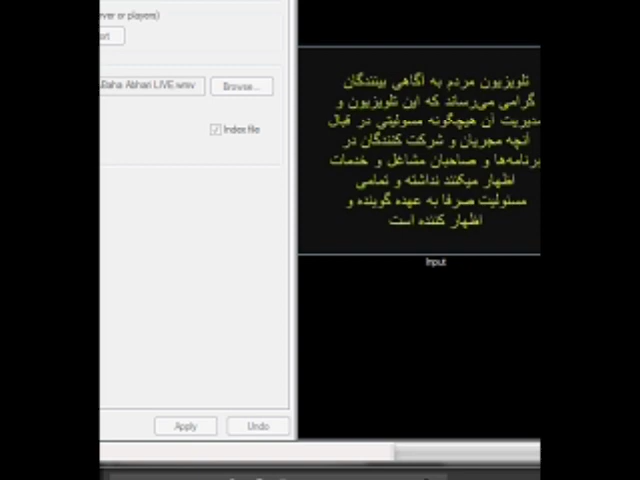 ever or players)
ort
Baha Abhari LIVE.wmv
Browse...
Index file
تلویزیون مردم به آگاهی بینندگان
گرامی می‌رساند که این تلویزیون و
مدیریت آن هیچگونه مسولیتی در قبال
آنچه مجریان و شرکت کنندگان در
برنامه‌ها و صاحبان مشاغل و خدمات
اظهار میکنند نداشته و تمامی
مسئولیت صرفا به عهده گوینده و
اظهار کننده است
Input
Apply
Undo